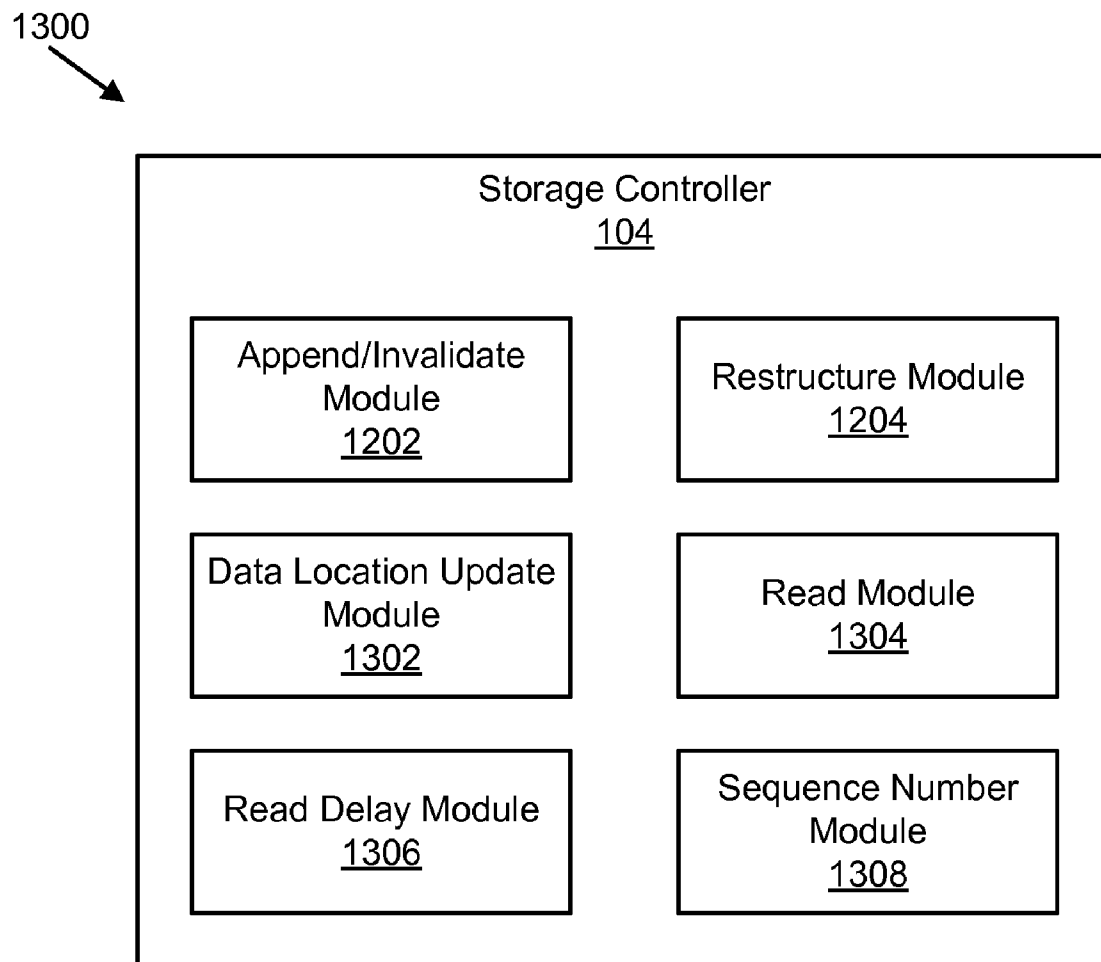 1300
Storage Controller
104
Append/Invalidate
Module
1202
Restructure Module
1204
Data Location Update
Module
1302
Read Module
1304
Read Delay Module
1306
Sequence Number
Module
1308